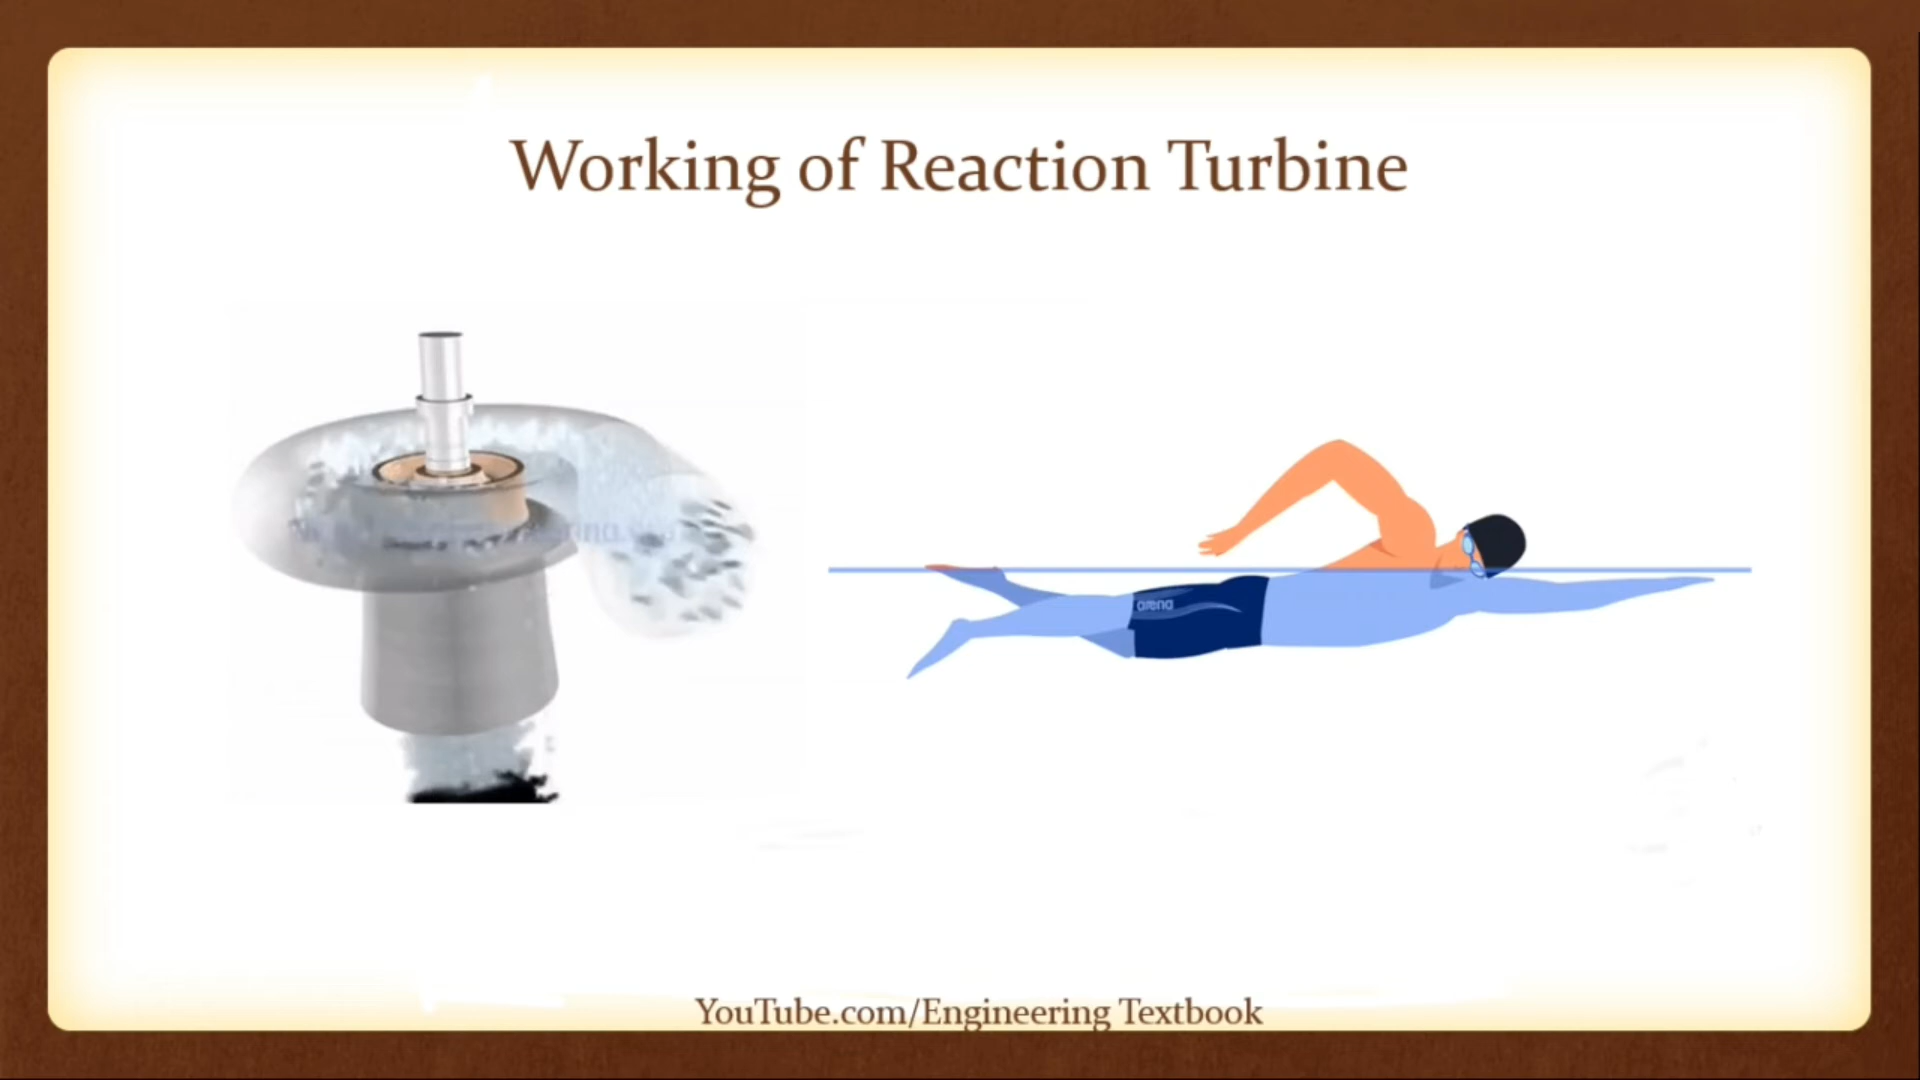 Working of Reaction Turbine
arena
YouTube.com/Engineering Textbook